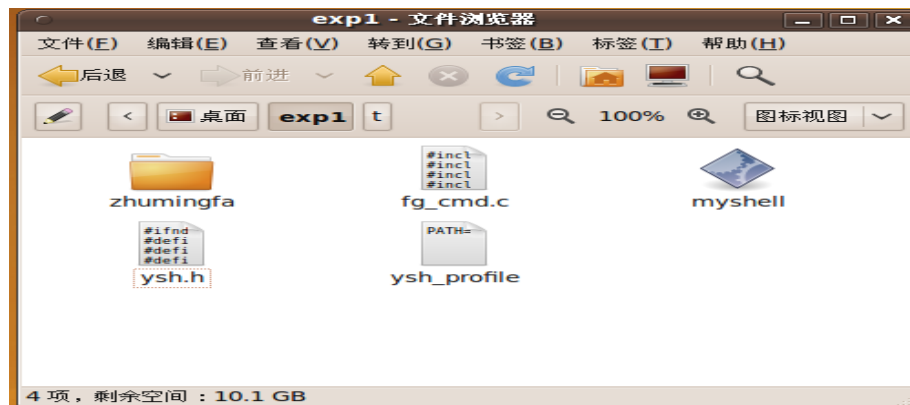 exp1 - 文件浏览器
文件(F) 编辑(E) 查看(V) 转到(G) 书签(B) 标签(T) 帮助(H)
后退 前进
< 桌面 exp1 t > 100% 图标视图
#incl
#incl
#incl
#incl
zhumingfa fg_cmd.c myshell
#ifnd
#defi
#defi
#defi
PATH=
ysh.h ysh_profile
4 项，剩余空间：10.1 GB